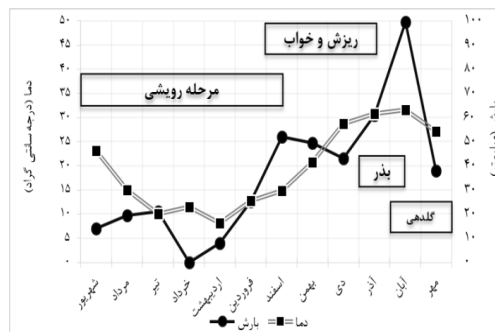 ریزش و خواب
مرحله رویشی
بذر
گلدهی
دما (درجه سانتی گراد)
۵۰
۴۵
۴۰
۳۵
۳۰
۲۵
۲۰
۱۵
۱۰
۵
۰
۱۰۰
۹۰
۸۰
۷۰
۶۰
۵۰
۴۰
۳۰
۲۰
۱۰
۰
شهریور
مرداد
تیر
خرداد
اردیبهشت
فروردین
اسفند
بهمن
دی
آذر
آبان
مهر
بارش
دما